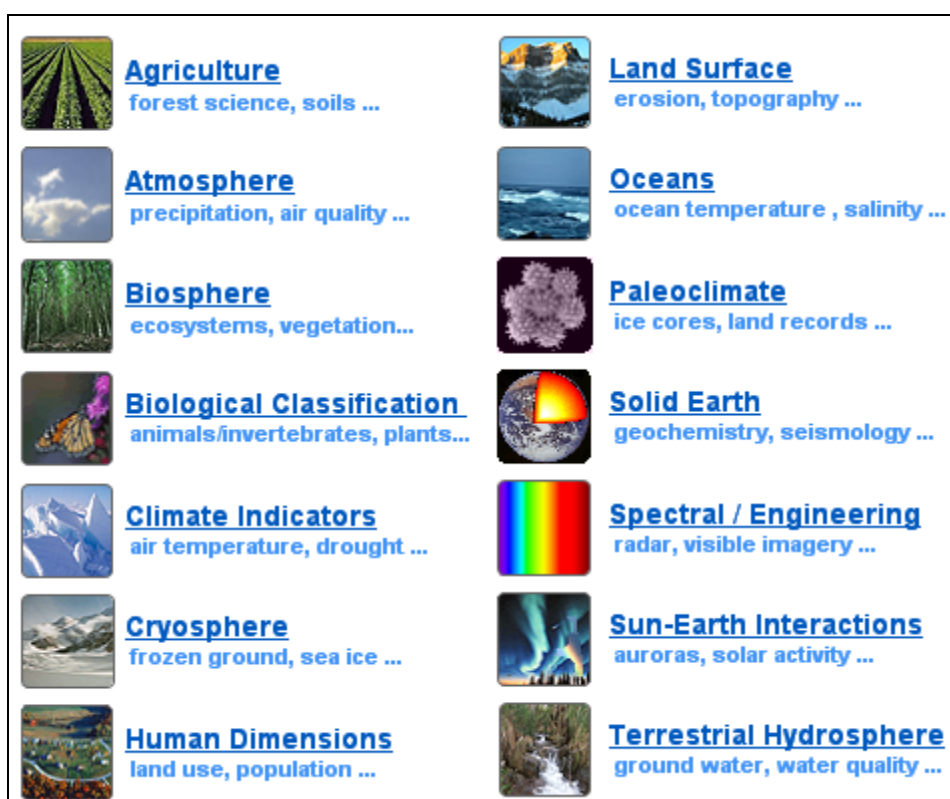 Agriculture
forest science, soils ...
Atmosphere
precipitation, air quality ...
Biosphere
ecosystems, vegetation...
Biological Classification
animals/invertebrates, plants...
Climate Indicators
air temperature, drought ...
Cryosphere
frozen ground, sea ice ...
Human Dimensions
land use, population ...
Land Surface
erosion, topography ...
Oceans
ocean temperature , salinity ...
Paleoclimate
ice cores, land records ...
Solid Earth
geochemistry, seismology ...
Spectral / Engineering
radar, visible imagery ...
Sun-Earth Interactions
auroras, solar activity ...
Terrestrial Hydrosphere
ground water, water quality ...